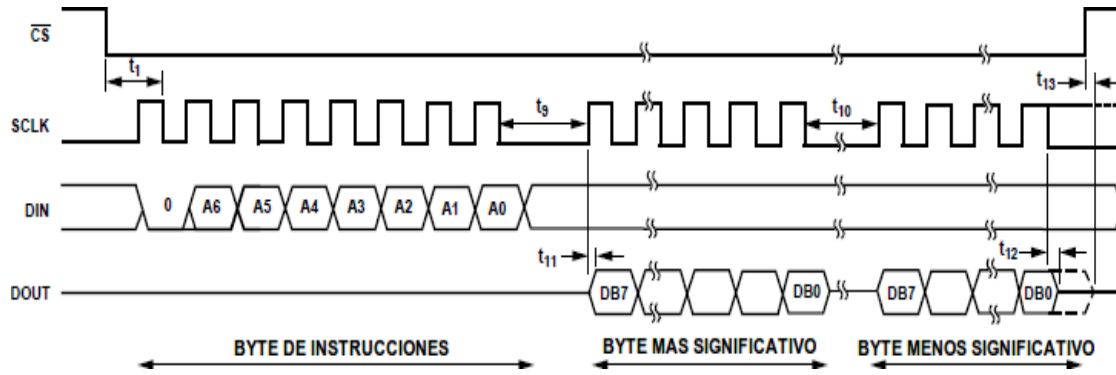 CS
t1
t13
SCLK
t9
t10
DIN
0 A6 A5 A4 A3 A2 A1 A0
t11
t12
DOUT
DB7 DB0 DB7 DB0
BYTE DE INSTRUCCIONES BYTE MAS SIGNIFICATIVO BYTE MENOS SIGNIFICATIVO